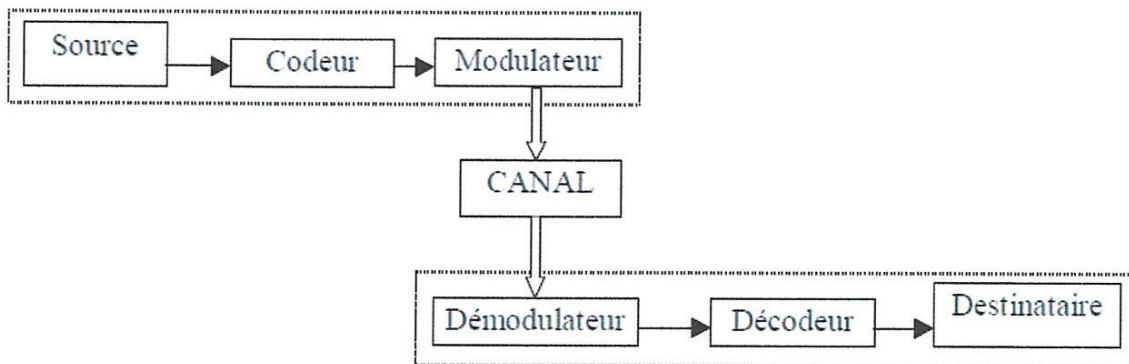 Source
Codeur
Modulateur
CANAL
Démodulateur
Décodeur
Destinataire